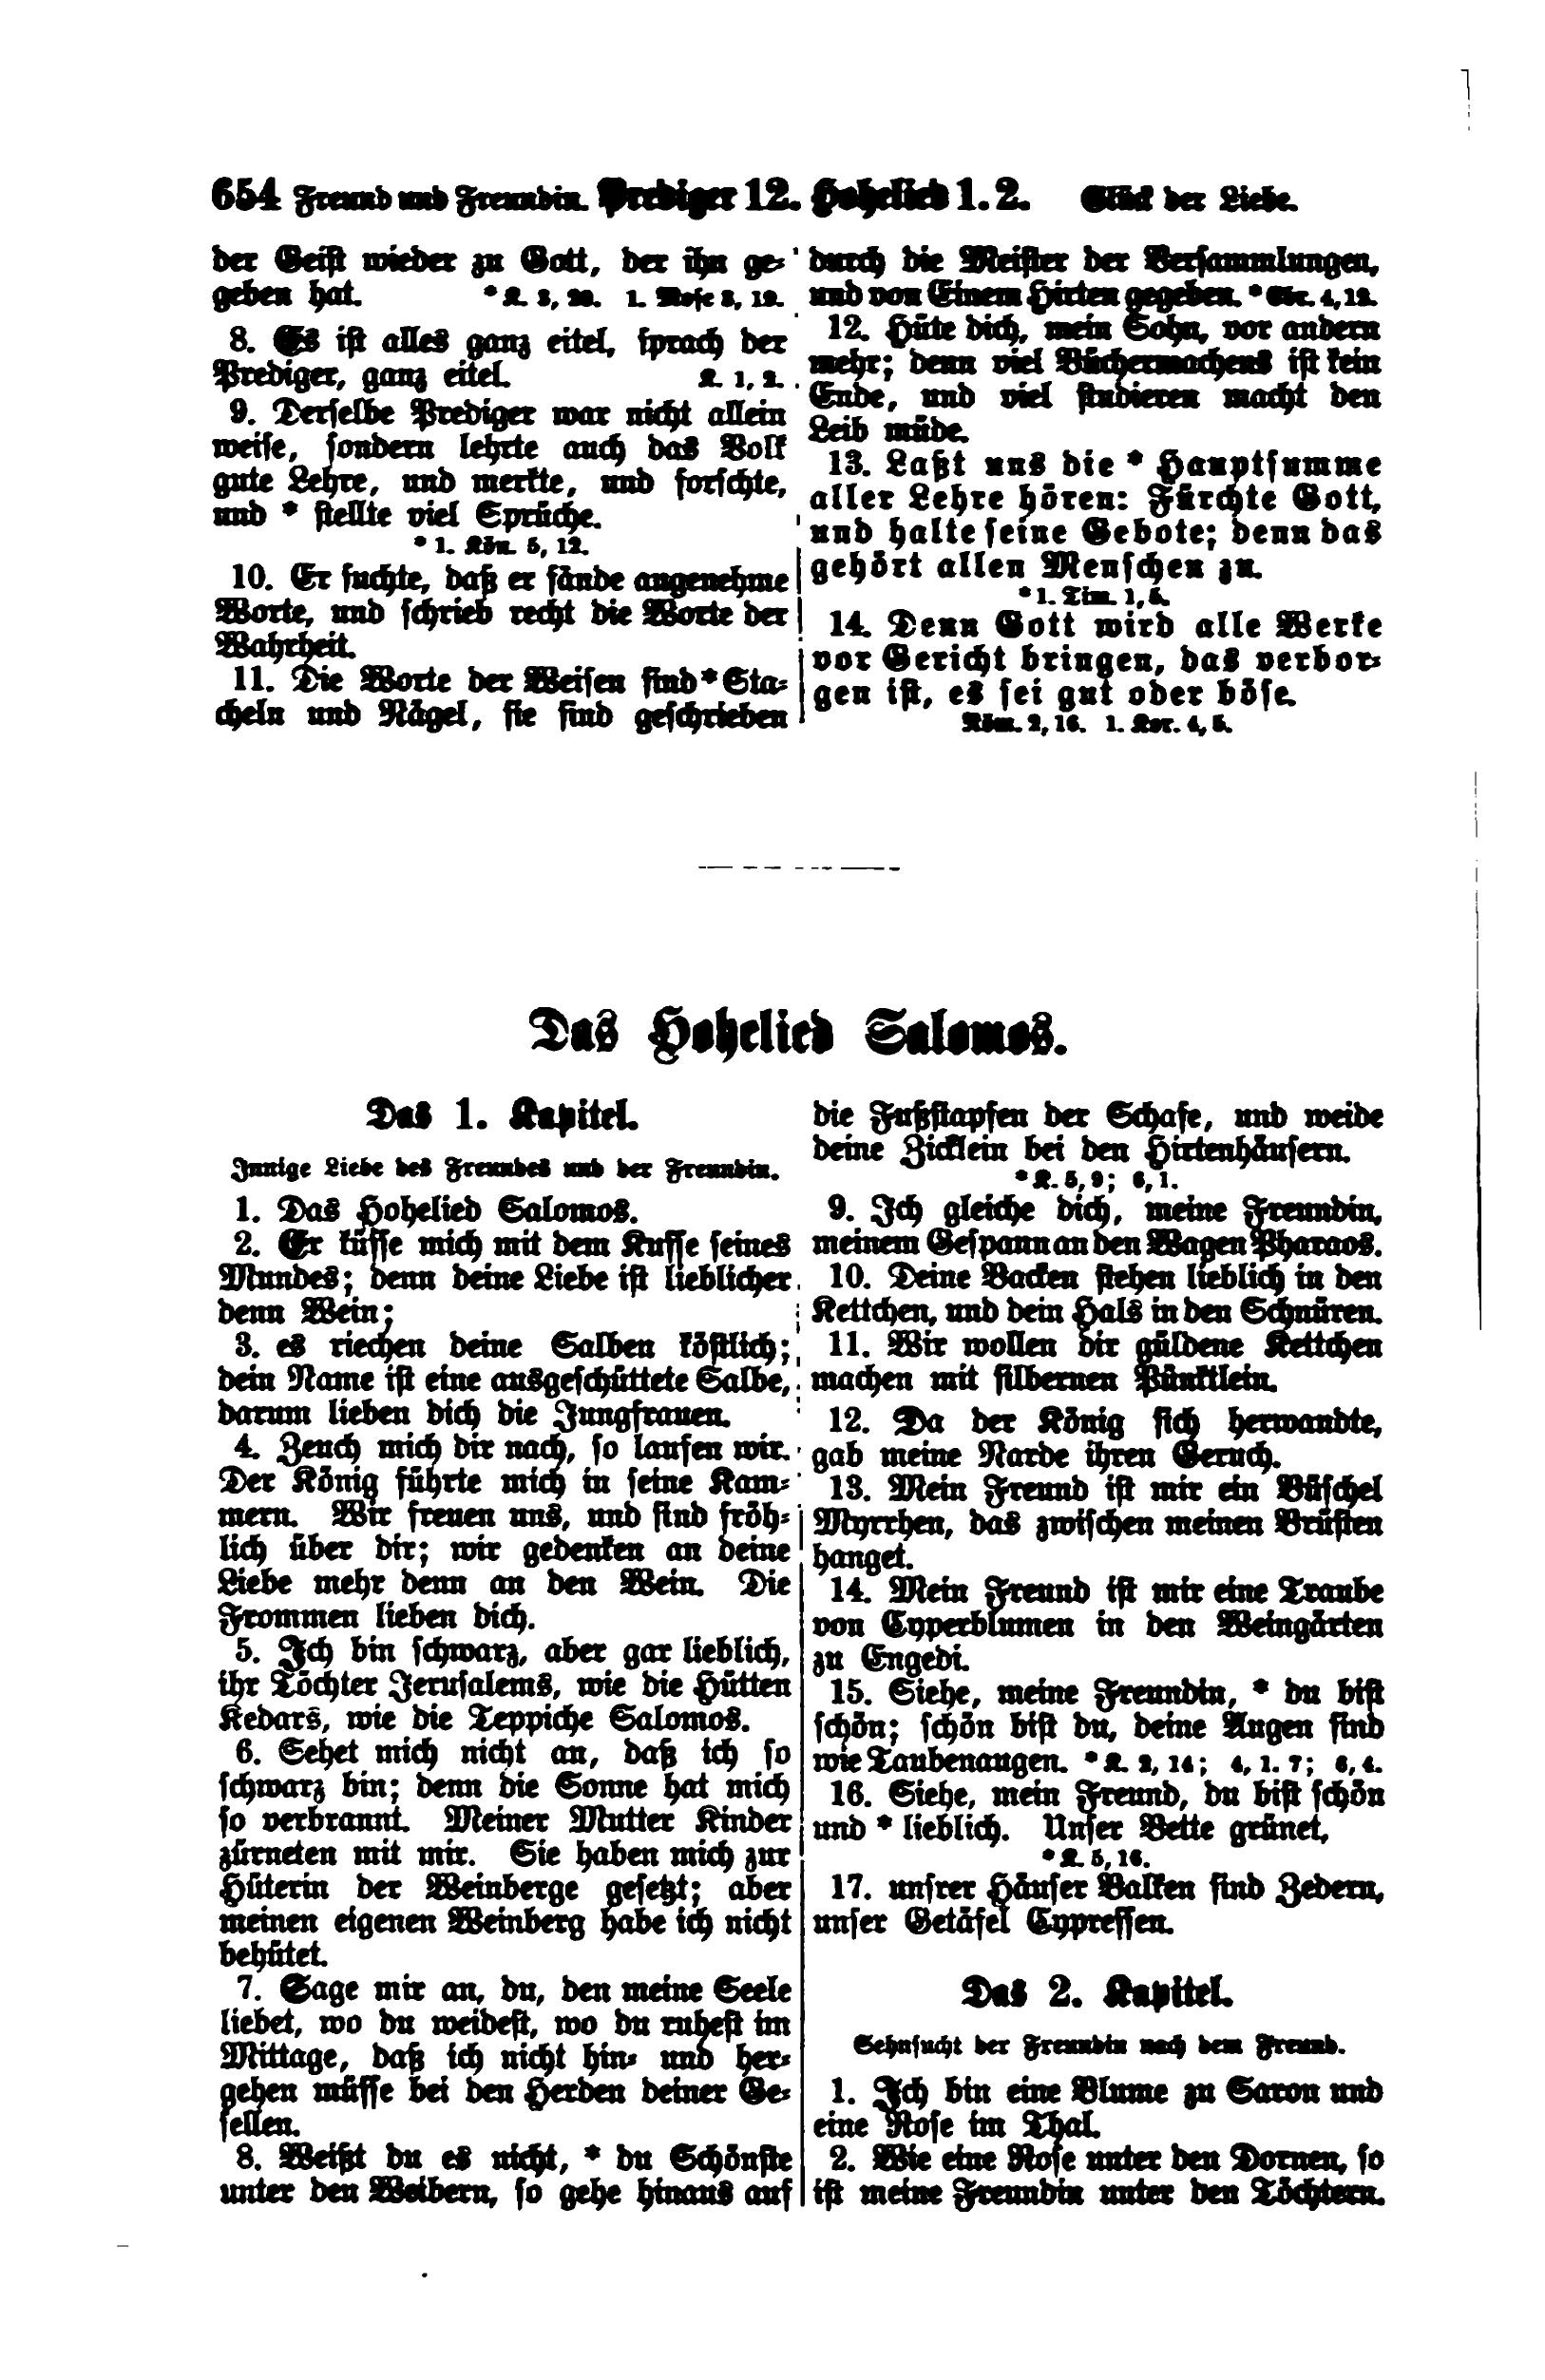 654 Freund und Freundin. Prediger 12. Hohelied 1. 2. Glück der Liebe.
der Geist wieder zu Gott, der ihn ge-
geben hat. * K. 3, 20. 1. Mose 3, 19.
8. Es ist alles ganz eitel, sprach der
Prediger, ganz eitel. K. 1, 2.
9. Derselbe Prediger war nicht allein
weise, sondern lehrte auch das Volk
gute Lehre, und merkte, und forschte,
und * stellte viel Sprüche.
* 1. Kön. 5, 12.
10. Er suchte, daß er fände angenehme
Worte, und schrieb recht die Worte der
Wahrheit.
11. Die Worte der Weisen sind * Sta-
cheln und Nägel, sie sind geschrieben
durch die Meister der Versammlungen,
und von Einem Hirten gegeben. * Ebr. 4, 12.
12. Hüte dich, mein Sohn, vor andern
mehr; denn viel Büchermachens ist kein
Ende, und viel studieren macht den
Leib müde.
13. Laßt uns die * Hauptsumme
aller Lehre hören: Fürchte Gott,
und halte seine Gebote; denn das
gehört allen Menschen zu.
* 1. Tim. 1, 5.
14. Denn Gott wird alle Werke
vor Gericht bringen, das verbor-
gen ist, es sei gut oder böse.
Röm. 2, 16. 1. Kor. 4, 5.
Das Hohelied Salomos.
Das 1. Kapitel.
Innige Liebe des Freundes und der Freundin.
1. Das Hohelied Salomos.
2. Er küsse mich mit dem Kusse seines
Mundes; denn deine Liebe ist lieblicher
denn Wein;
3. es riechen deine Salben köstlich;
dein Name ist eine ausgeschüttete Salbe,
darum lieben dich die Jungfrauen.
4. Zeuch mich dir nach, so laufen wir.
Der König führte mich in seine Kam-
mern. Wir freuen uns, und sind fröh-
lich über dir; wir gedenken an deine
Liebe mehr denn an den Wein. Die
Frommen lieben dich.
5. Ich bin schwarz, aber gar lieblich,
ihr Töchter Jerusalems, wie die Hütten
Kedars, wie die Teppiche Salomos.
6. Sehet mich nicht an, daß ich so
schwarz bin; denn die Sonne hat mich
so verbrannt. Meiner Mutter Kinder
zürneten mit mir. Sie haben mich zur
Hüterin der Weinberge gesetzt; aber
meinen eigenen Weinberg habe ich nicht
behütet.
7. Sage mir an, du, den meine Seele
liebet, wo du weidest, wo du ruhest im
Mittage, daß ich nicht hin- und her-
gehen müsse bei den Herden deiner Ge-
sellen.
8. Weißt du es nicht, * du Schönste
unter den Weibern, so gehe hinaus auf
die Fußstapfen der Schafe, und weide
deine Zicklein bei den Hirtenhäusern.
* K. 5, 9; 6, 1.
9. Ich gleiche dich, meine Freundin,
meinem Gespann an den Wagen Pharaos.
10. Deine Backen stehen lieblich in den
Kettchen, und dein Hals in den Schnüren.
11. Wir wollen dir güldene Kettchen
machen mit silbernen Pünktlein.
12. Da der König sich herwandte,
gab meine Narde ihren Geruch.
13. Mein Freund ist mir ein Büschel
Myrrhen, das zwischen meinen Brüsten
hanget.
14. Mein Freund ist mir eine Traube
von Cyperblumen in den Weingärten
zu Engedi.
15. Siehe, meine Freundin, * du bist
schön; schön bist du, deine Augen sind
wie Taubenaugen. * K. 2, 14; 4, 1. 7; 6, 4.
16. Siehe, mein Freund, du bist schön
und * lieblich. Unser Bette grünet,
* K. 5, 16.
17. unsrer Häuser Balken sind Zedern,
unser Getäfel Cypressen.
Das 2. Kapitel.
Sehnsucht der Freundin nach dem Freund.
1. Ich bin eine Blume zu Saron und
eine Rose im Thal.
2. Wie eine Rose unter den Dornen, so
ist meine Freundin unter den Töchtern.